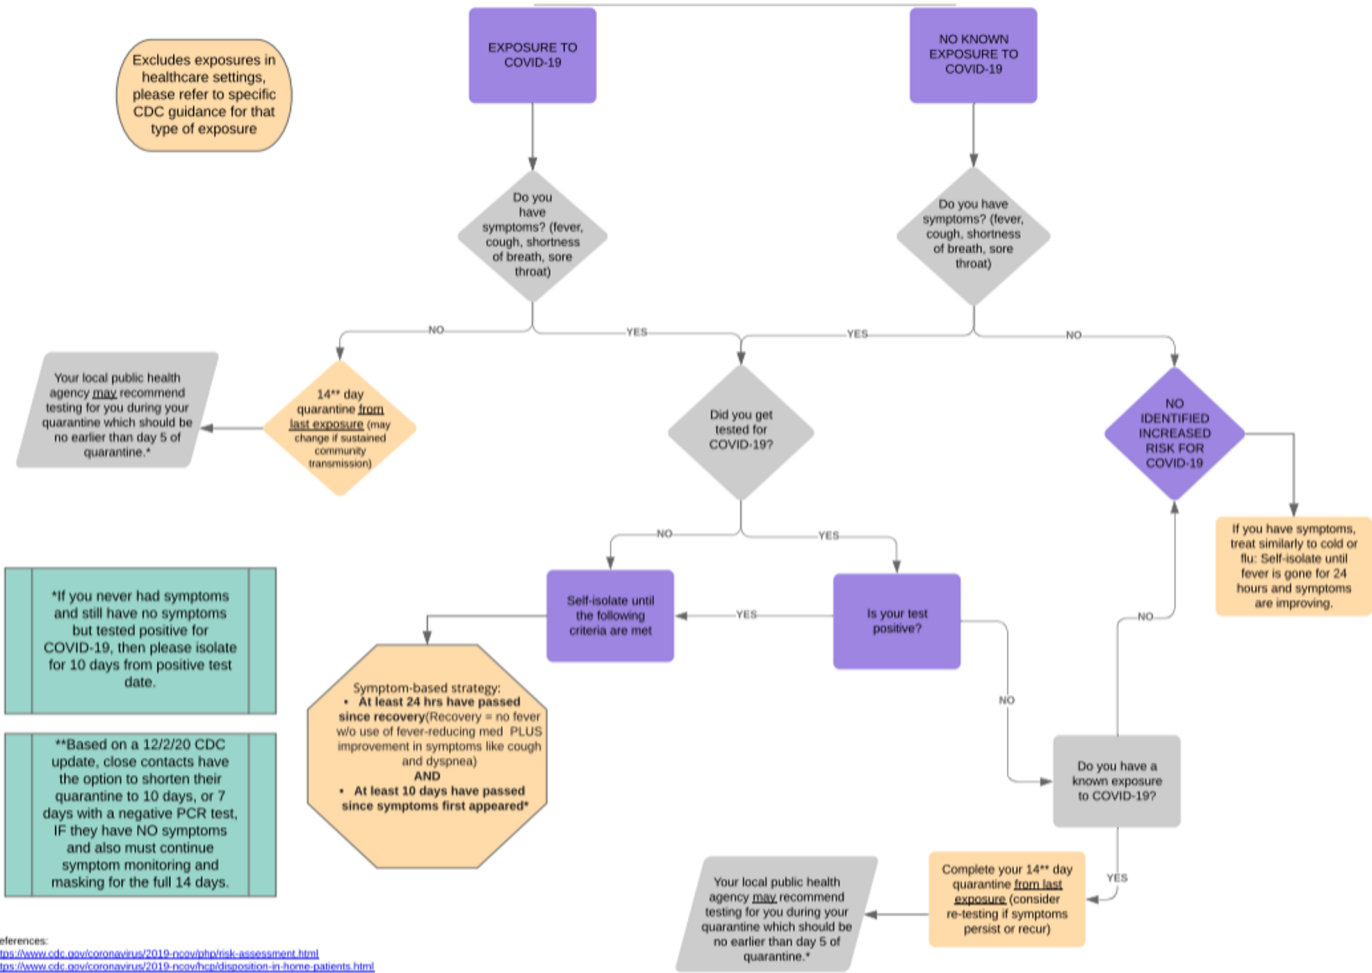 EXPOSURE TO
COVID-19
NO KNOWN
EXPOSURE TO
COVID-19
Excludes exposures in
healthcare settings,
please refer to specific
CDC guidance for that
type of exposure
Do you
have
symptoms? (fever,
cough, shortness
of breath, sore
throat)
Do you have
symptoms? (fever,
cough, shortness
of breath, sore
throat)
NO
YES
YES
NO
Your local public health
agency may recommend
testing for you during your
quarantine which should be
no earlier than day 5 of
quarantine.*
14** day
quarantine from
last exposure (may
change if sustained
community
transmission)
Did you get
tested for
COVID-19?
NO
IDENTIFIED
INCREASED
RISK FOR
COVID-19
NO
YES
If you have symptoms,
treat similarly to cold or
flu: Self-isolate until
fever is gone for 24
hours and symptoms
are improving.
Self-isolate until
the following
criteria are met
YES
Is your test
positive?
NO
NO
*If you never had symptoms
and still have no symptoms
but tested positive for
COVID-19, then please isolate
for 10 days from positive test
date.
Symptom-based strategy:
• At least 24 hrs have passed
since recovery(Recovery = no fever
w/o use of fever-reducing med PLUS
improvement in symptoms like cough
and dyspnea)
AND
• At least 10 days have passed
since symptoms first appeared*
**Based on a 12/2/20 CDC
update, close contacts have
the option to shorten their
quarantine to 10 days, or 7
days with a negative PCR test,
IF they have NO symptoms
and also must continue
symptom monitoring and
masking for the full 14 days.
Do you have a
known exposure
to COVID-19?
YES
Complete your 14** day
quarantine from last
exposure (consider
re-testing if symptoms
persist or recur)
Your local public health
agency may recommend
testing for you during your
quarantine which should be
no earlier than day 5 of
quarantine.*
eferences:
tps://www.cdc.gov/coronavirus/2019-ncov/php/risk-assessment.html
tps://www.cdc.gov/coronavirus/2019-ncov/hcp/disposition-in-home-patients.html